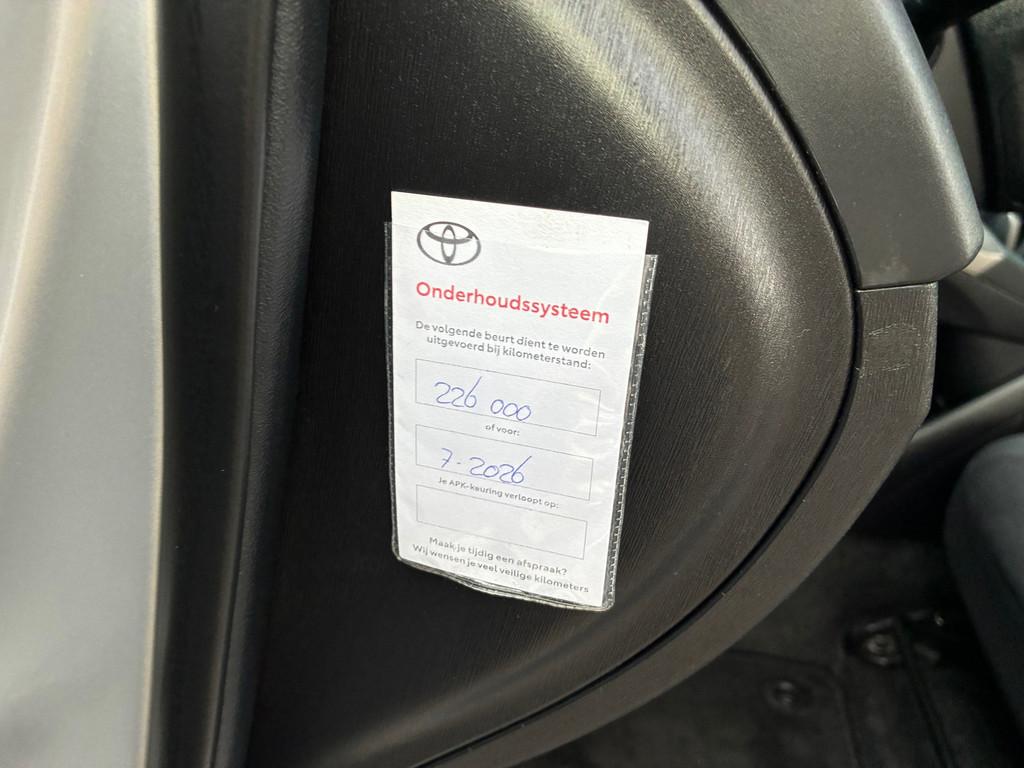 Onderhoudssysteem
De volgende beurt dient te worden
uitgevoerd bij kilometerstand:
226 000
of voor:
7-2026
Je APK-keuring verloopt op:
Maak je tijdig een afspraak?
Wij wensen je veel veilige kilometers